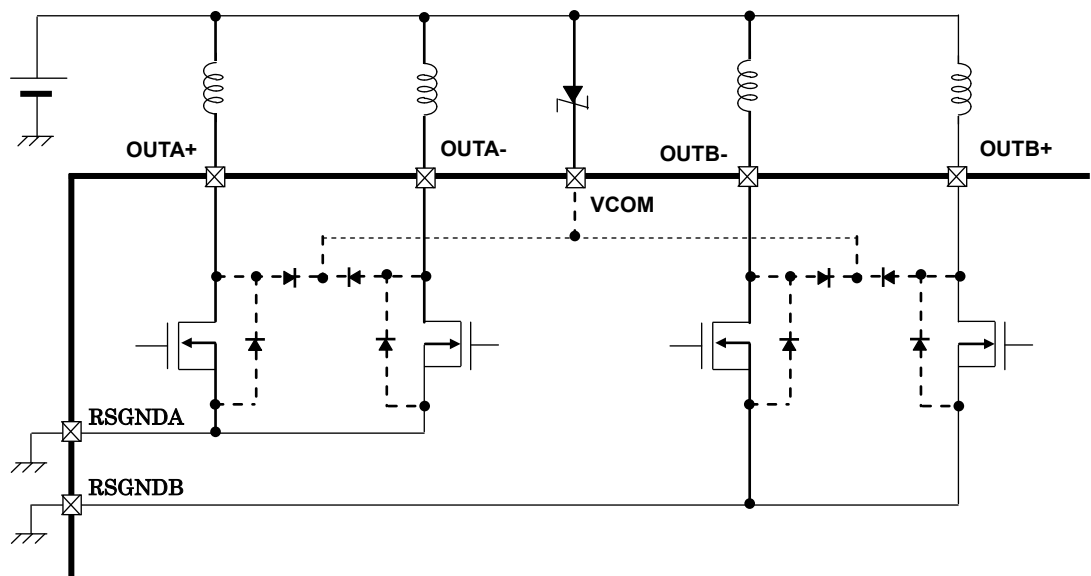 OUTA+
OUTA-
OUTB-
OUTB+
VCOM
RSGNDA
RSGNDB